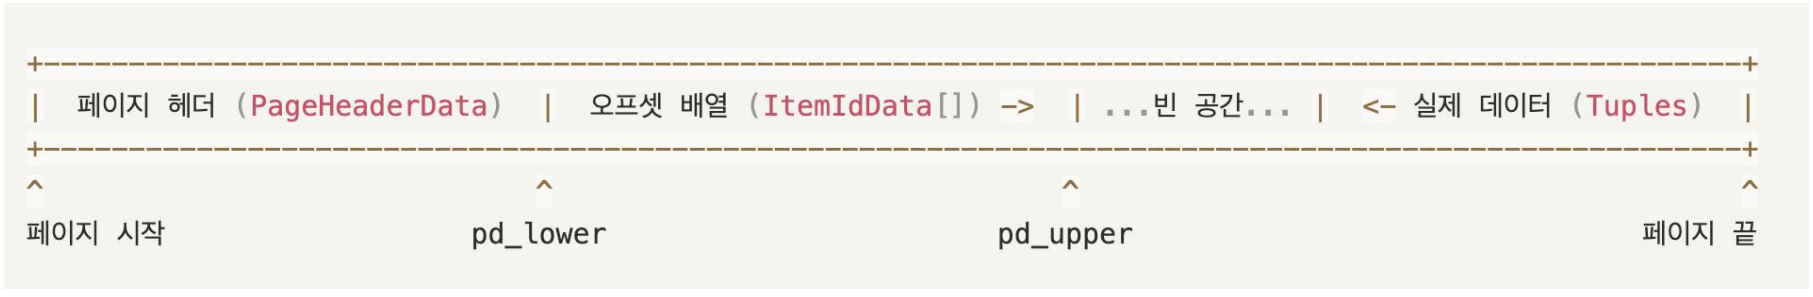 +-----------------------------------------------------------------------------------------------------+
|  페이지 헤더 (PageHeaderData)  |  오프셋 배열 (ItemIdData[]) ->  | ...빈 공간... |  <- 실제 데이터 (Tuples)  |
+-----------------------------------------------------------------------------------------------------+
^                              ^                               ^                                      ^
페이지 시작                  pd_lower                       pd_upper                              페이지 끝